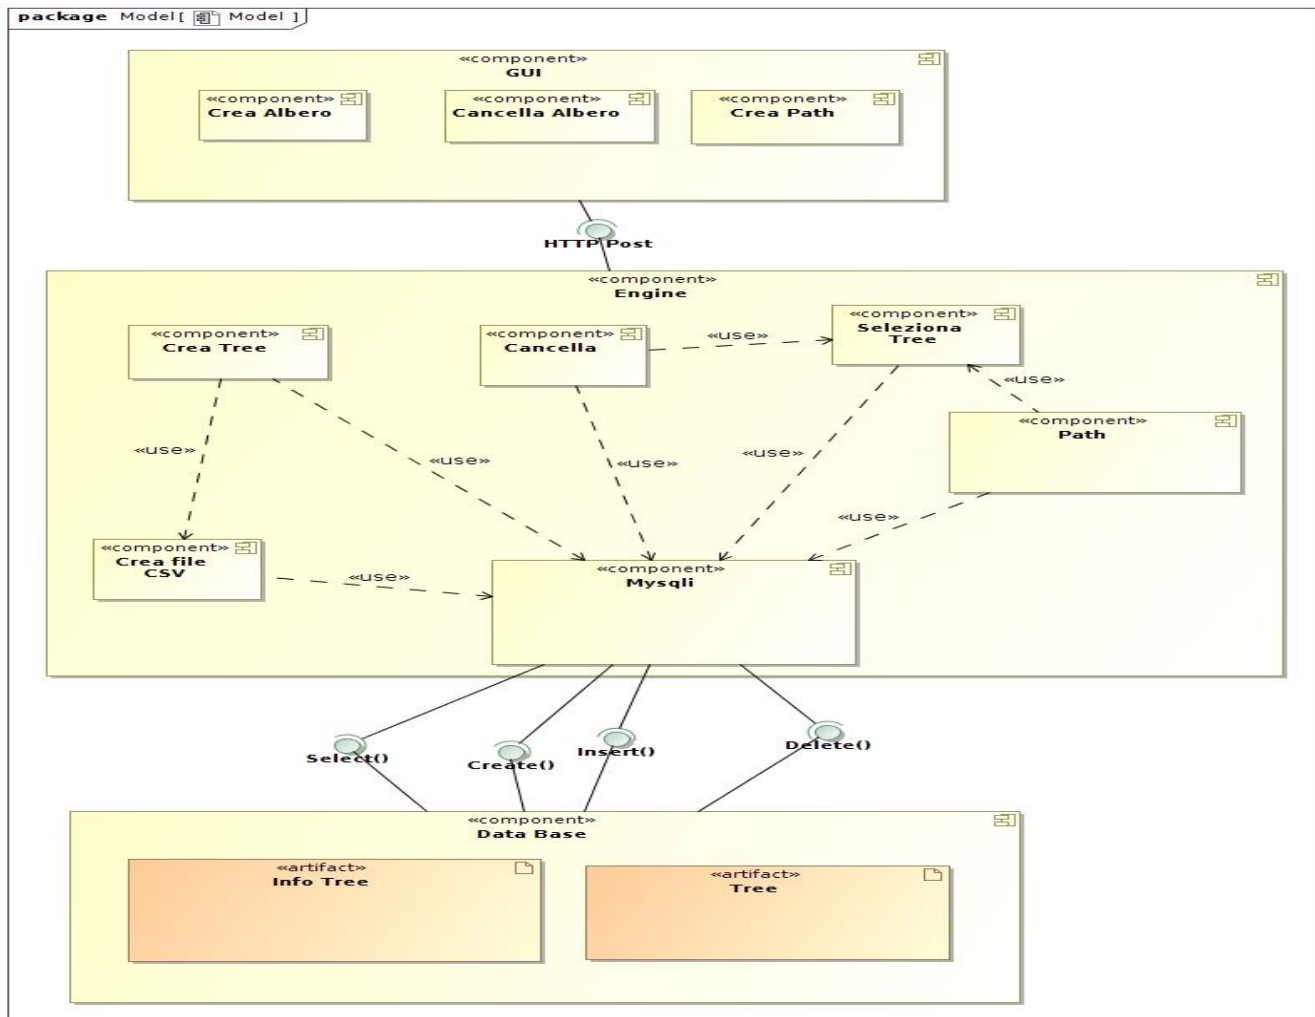 package Model[ Model ]
«component»
GUI
«component»
Crea Albero
«component»
Cancella Albero
«component»
Crea Path
HTTP Post
«component»
Engine
«component»
Crea Tree
«component»
Cancella
«use»
«component»
Seleziona
Tree
«use»
«component»
Path
«use»
«use»
«use»
«use»
«use»
«component»
Crea file
CSV
«use»
«component»
Mysqli
Select()
Create()
Insert()
Delete()
«component»
Data Base
«artifact»
Info Tree
«artifact»
Tree